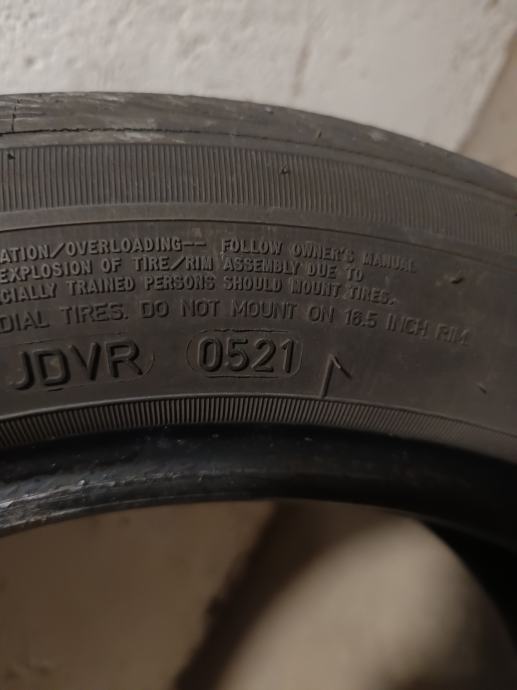 ATION/OVERLOADING-- FOLLOW OWNER'S MANUAL
EXPLOSION OF TIRE/RIM ASSEMBLY DUE TO
CIALLY TRAINED PERSONS SHOULD MOUNT TIRES.
DIAL TIRES. DO NOT MOUNT ON 16.5 INCH RIM
JDVR 0521